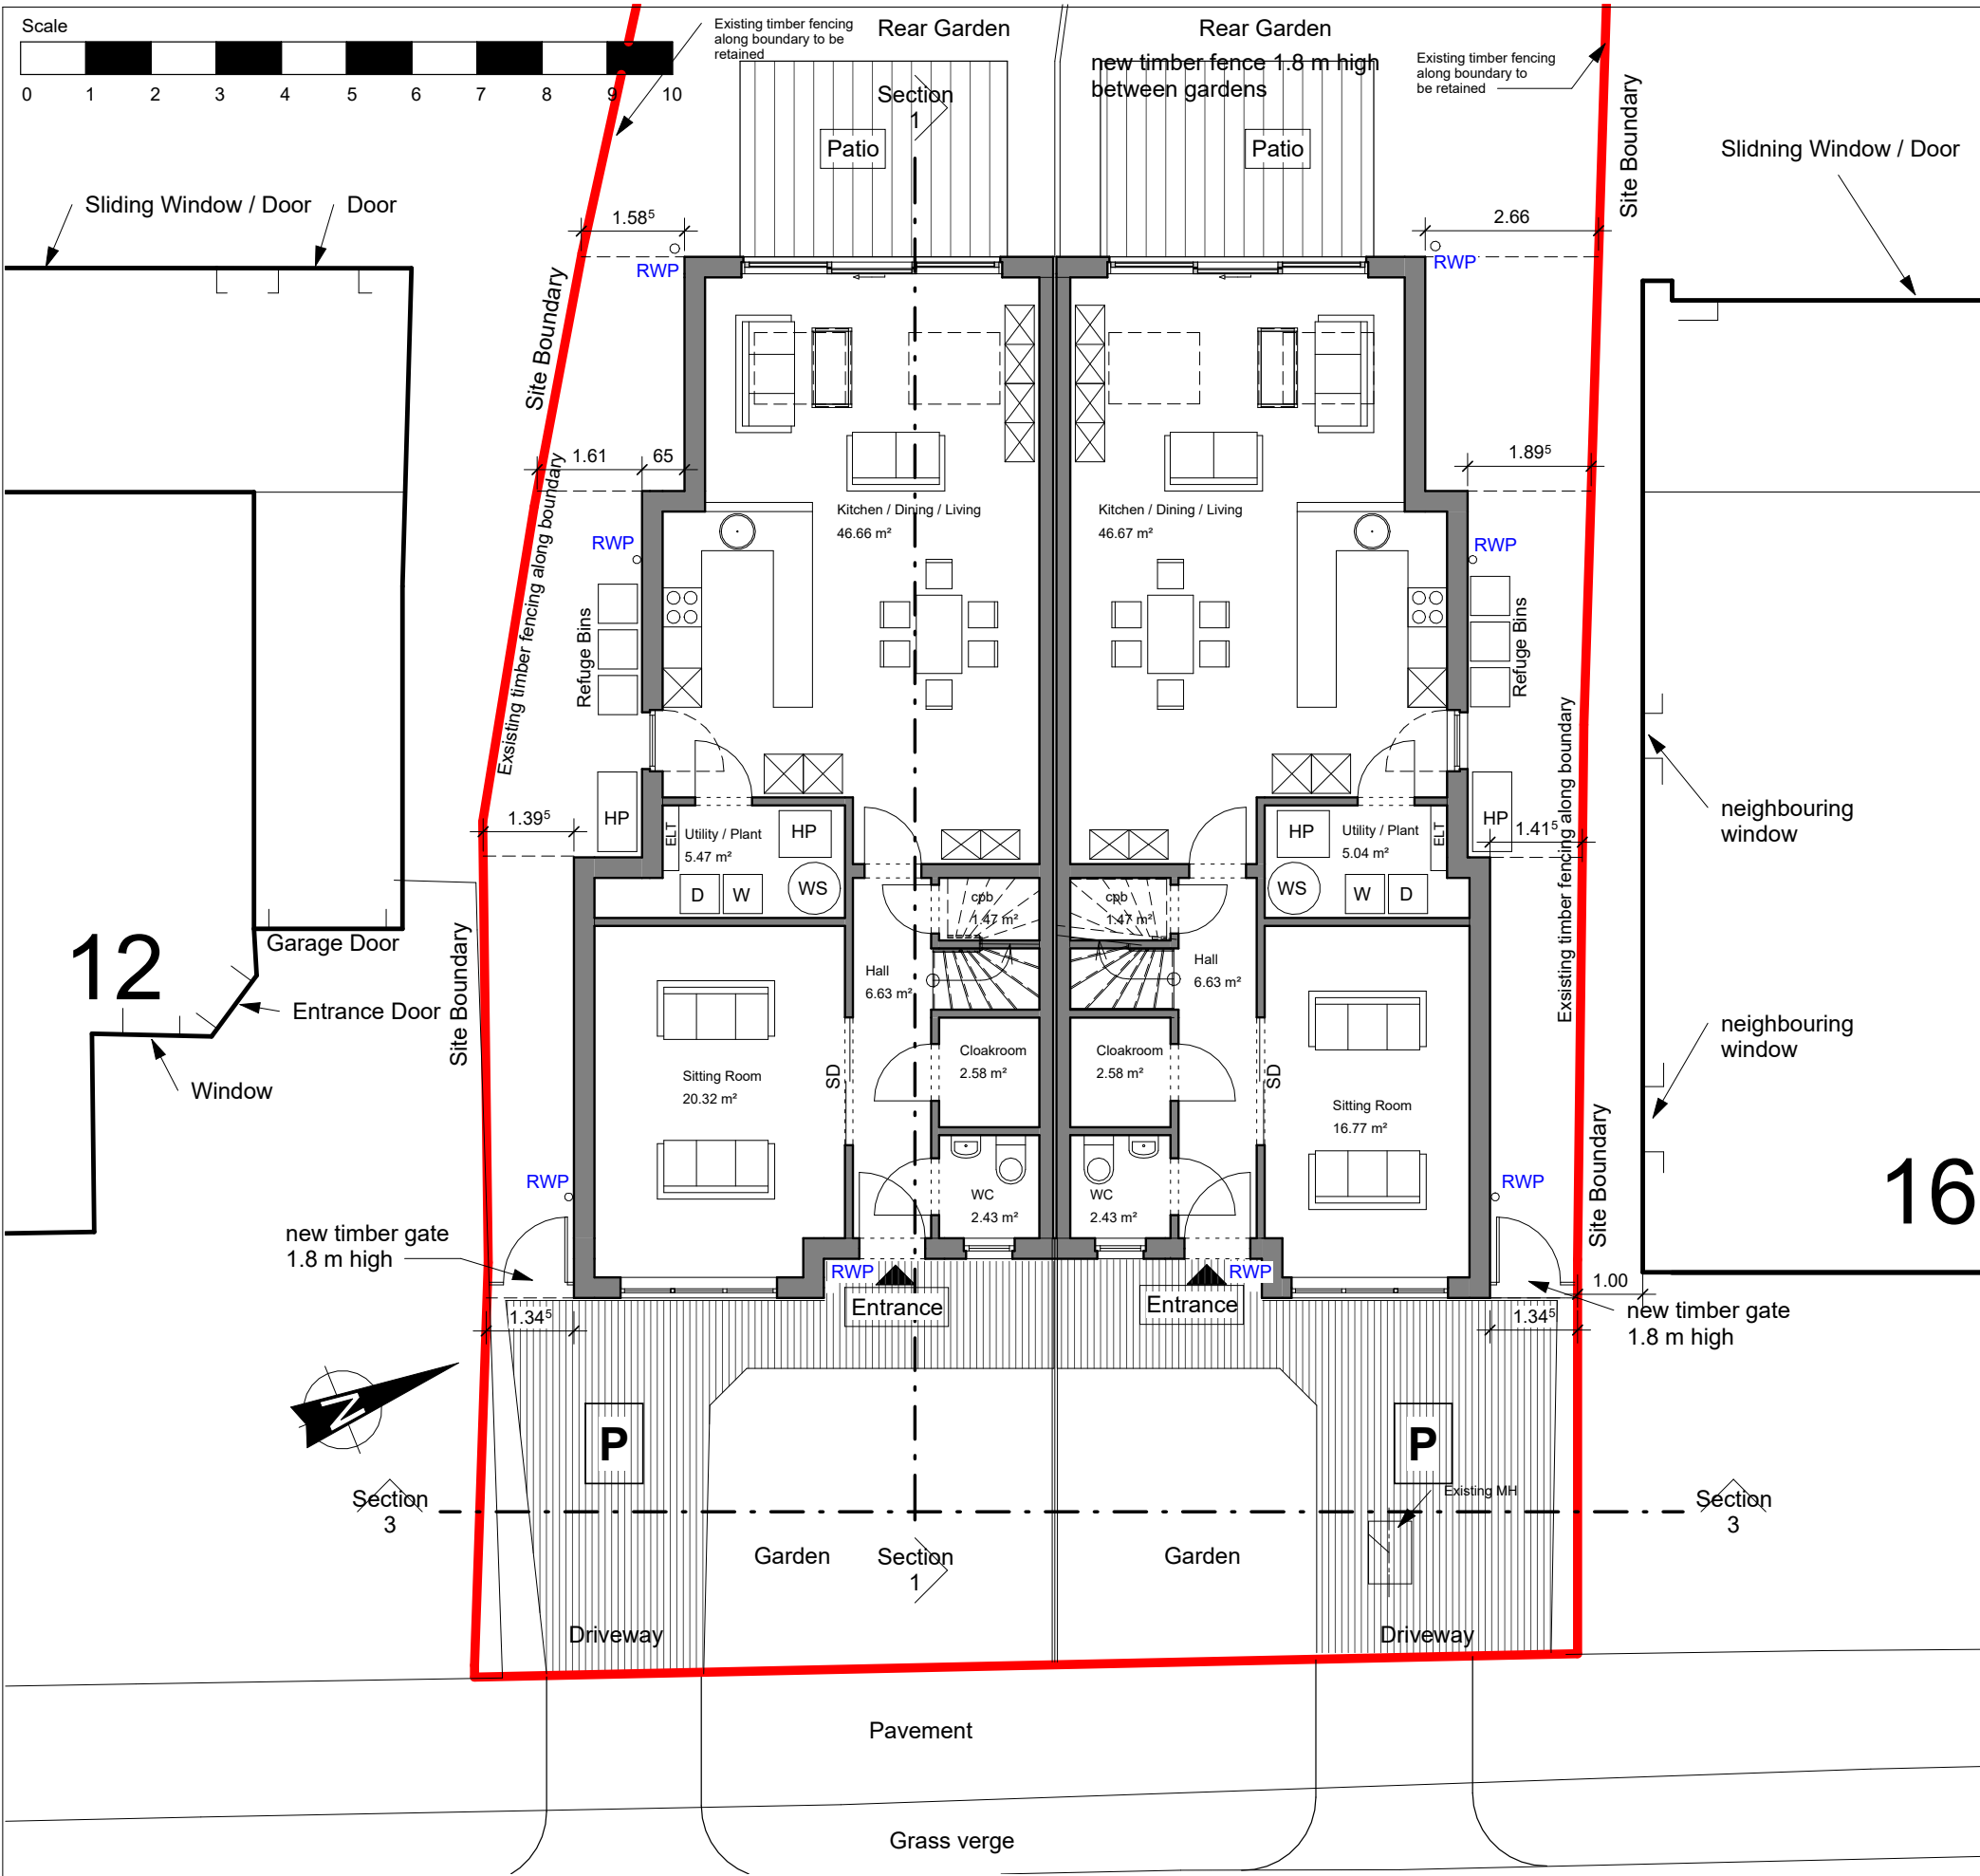 Scale
0 1 2 3 4 5 6 7 8 9 10
Existing timber fencing
along boundary to be
retained
Rear Garden
Rear Garden
new timber fence 1.8 m high
between gardens
Existing timber fencing
along boundary to
be retained
Section
1
Patio
Patio
Site Boundary
Slidning Window / Door
Sliding Window / Door
Door
1.58⁵
2.66
RWP
RWP
Site Boundary
1.61
65
1.89⁵
Kitchen / Dining / Living
46.66 m²
Kitchen / Dining / Living
46.67 m²
RWP
RWP
Exsisting timber fencing along boundary
Refuge Bins
Refuge Bins
Exsisting timber fencing along boundary
neighbouring
window
1.39⁵
HP
ELT
Utility / Plant
5.47 m²
HP
HP
Utility / Plant
5.04 m²
ELT
HP
1.41⁵
D
W
WS
cpb
1.47 m²
cpb
1.47 m²
WS
W
D
12
Garage Door
Site Boundary
Entrance Door
Hall
6.63 m²
Hall
6.63 m²
neighbouring
window
Window
Sitting Room
20.32 m²
SD
Cloakroom
2.58 m²
Cloakroom
2.58 m²
SD
Sitting Room
16.77 m²
Site Boundary
16
RWP
WC
2.43 m²
WC
2.43 m²
RWP
new timber gate
1.8 m high
RWP
RWP
Entrance
Entrance
1.00
new timber gate
1.8 m high
1.34⁵
1.34⁵
N
P
P
Section
3
Existing MH
Section
3
Garden
Section
1
Garden
Driveway
Driveway
Pavement
Grass verge